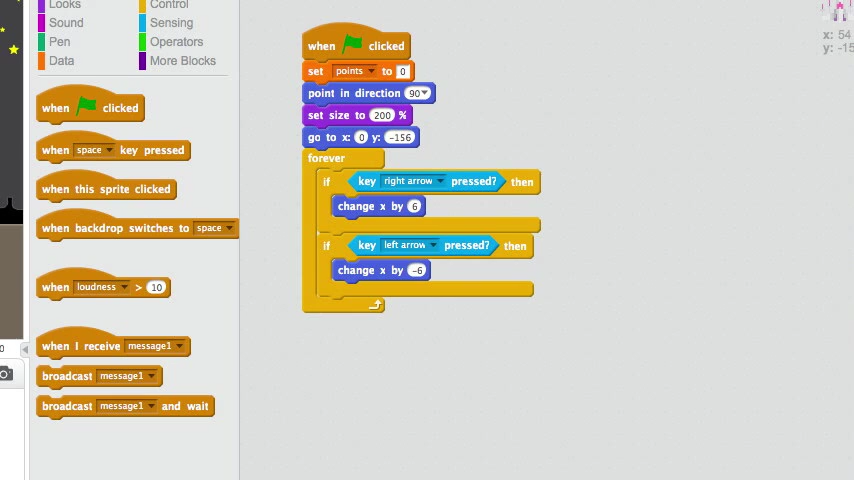 Looks Control
Sound Sensing
Pen Operators
Data More Blocks
when clicked
when space key pressed
when this sprite clicked
when backdrop switches to space
when loudness > 10
when I receive message1
broadcast message1
broadcast message1 and wait
when clicked
set points to 0
point in direction 90
set size to 200 %
go to x: 0 y: -156
forever
if key right arrow pressed? then
change x by 6
if key left arrow pressed? then
change x by -6
x: 54
y: -15
0